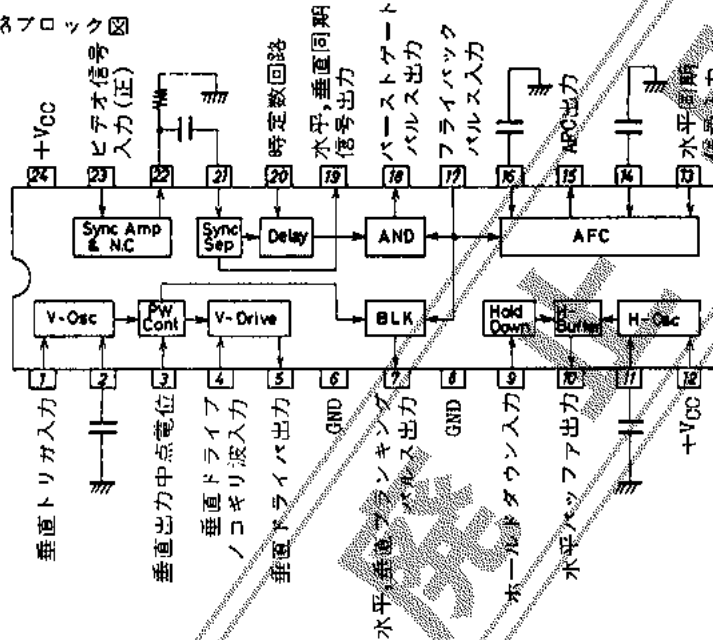 ブロック図
+VCC
ビデオ信号
入力(正)
時定数回路
水平,垂直同期
信号出力
バーストゲート
パルス出力
フライバック
パルス入力
AFC出力
水平同期
24
23
22
21
20
19
18
17
16
15
14
13
Sync Amp
& N.C
Sync
Sep
Delay
AND
AFC
V-Osc
PW
Cont
V-Drive
BLK
Hold
Down
H-
Buffer
H-Osc
1
2
3
4
5
6
7
8
9
10
11
12
垂直トリガ入力
垂直出力中点電位
垂直ドライブ
ノコギリ波入力
垂直ドライバ出力
GND
水平,垂直ブランキング
パルス出力
GND
ホールドダウン入力
水平バッファ出力
+VCC